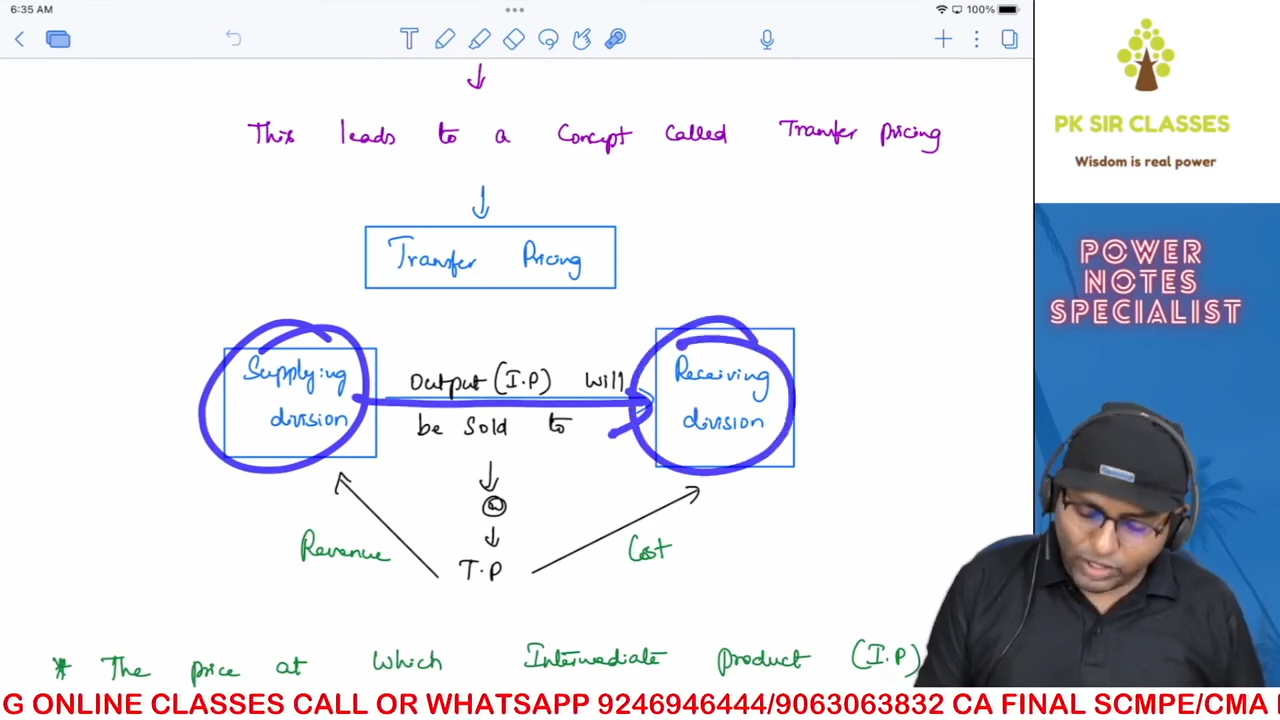 6:35 AM
100%
This leads to a Concept Called Transfer pricing
Transfer Pricing
Supplying division
Output (I.P) will be Sold to
Receiving division
@
T.P
Revenue
Cost
* The price at which Intermediate product (I.P)
PK SIR CLASSES
Wisdom is real power
POWER
NOTES
SPECIALIST
G ONLINE CLASSES CALL OR WHATSAPP 9246946444/9063063832 CA FINAL SCMPE/CMA